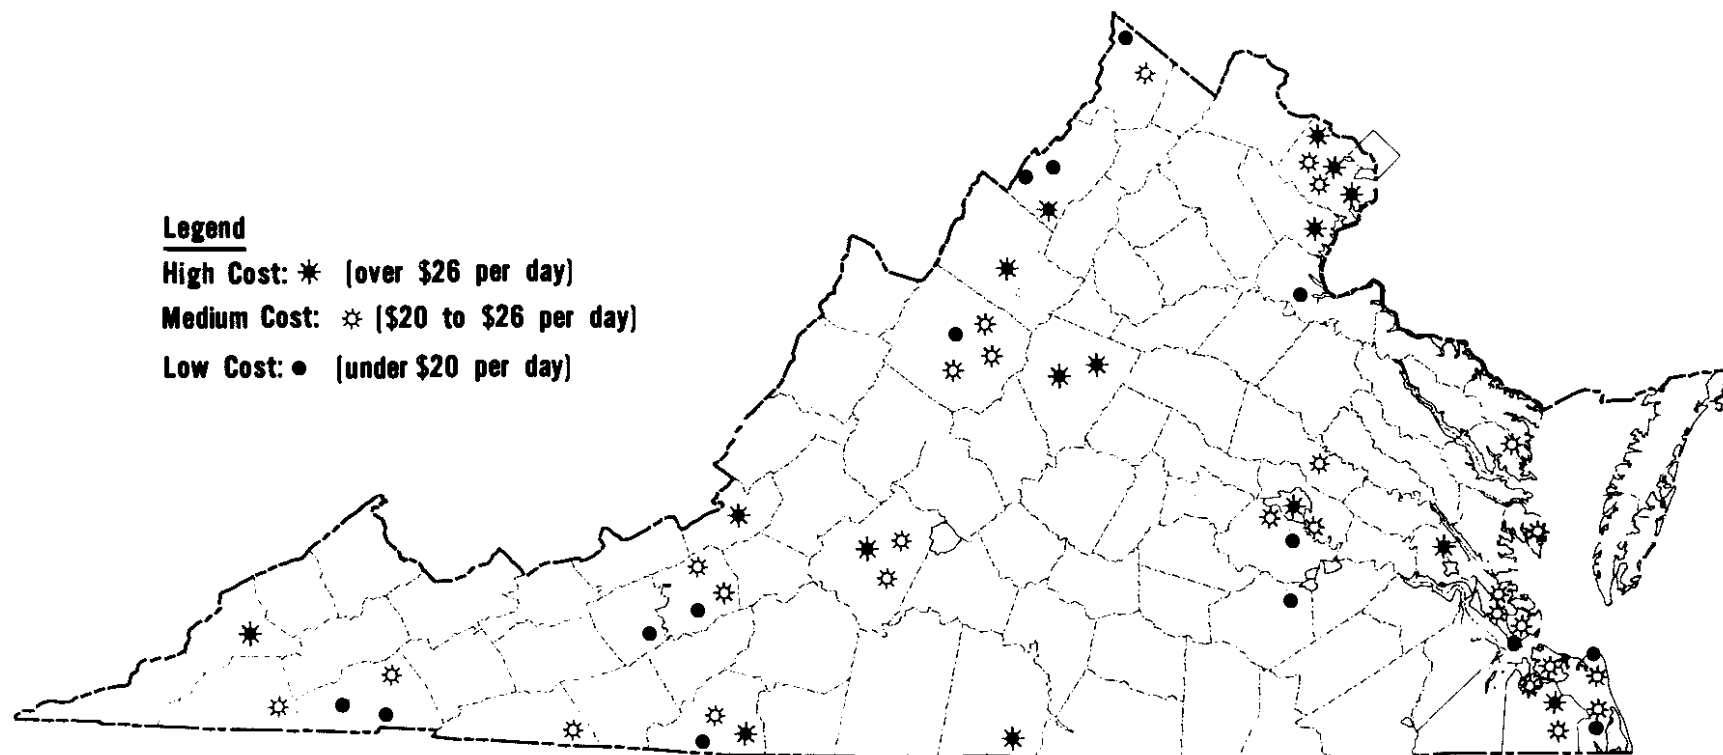 Legend
High Cost: ✷ (over $26 per day)
Medium Cost: ☼ ($20 to $26 per day)
Low Cost: ● (under $20 per day)